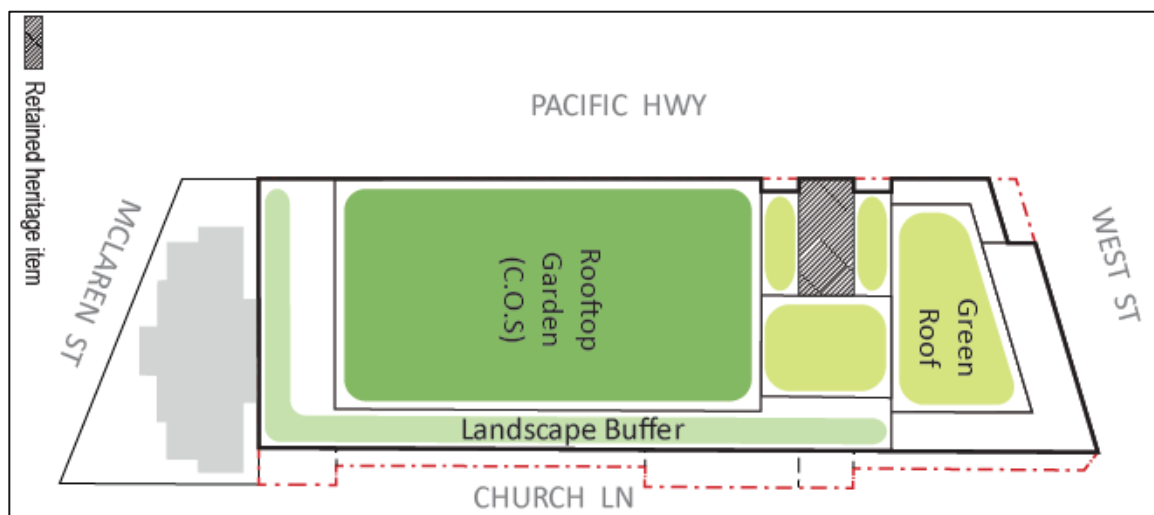 Retained heritage item
PACIFIC HWY
MCLAREN ST
WEST ST
Rooftop
Garden
(C.O.S)
Green
Roof
Landscape Buffer
CHURCH LN